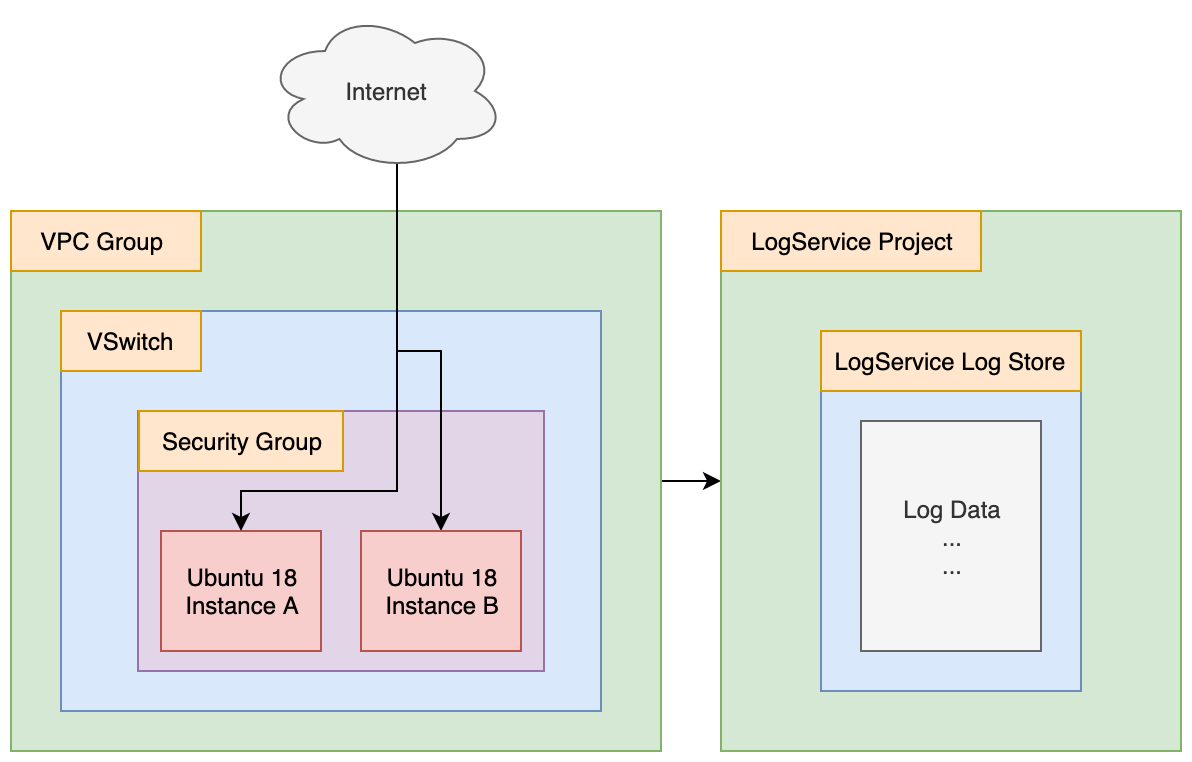 Internet
VPC Group
LogService Project
VSwitch
LogService Log Store
Security Group
Log Data
...
...
Ubuntu 18
Instance A
Ubuntu 18
Instance B